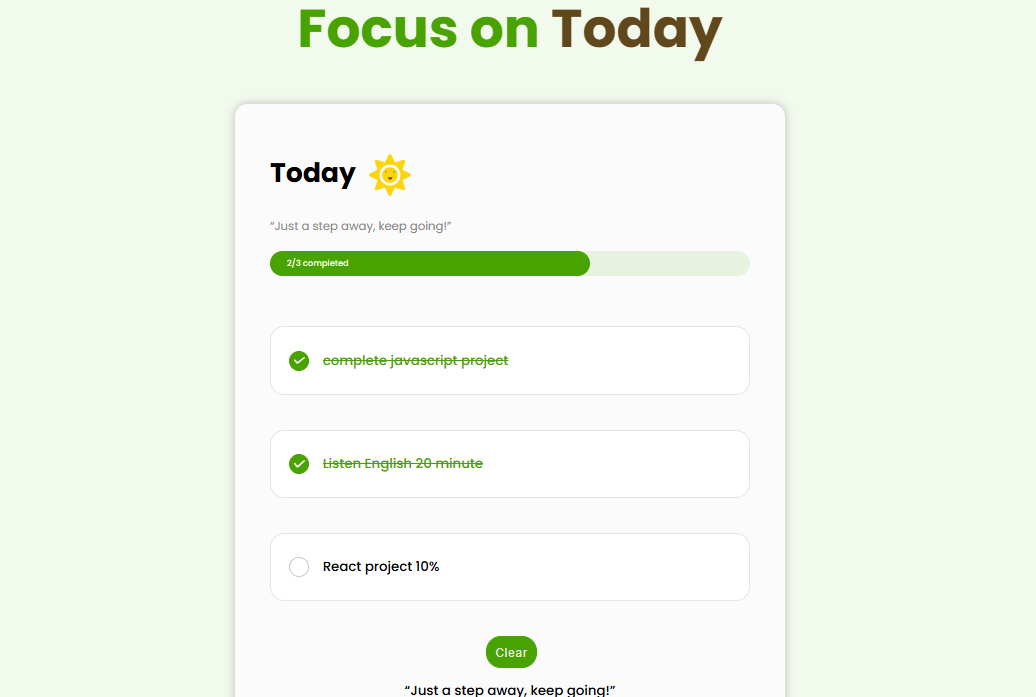 Focus on Today
Today
“Just a step away, keep going!”
2/3 completed
complete javascript project
Listen English 20 minute
React project 10%
Clear
“Just a step away, keep going!”